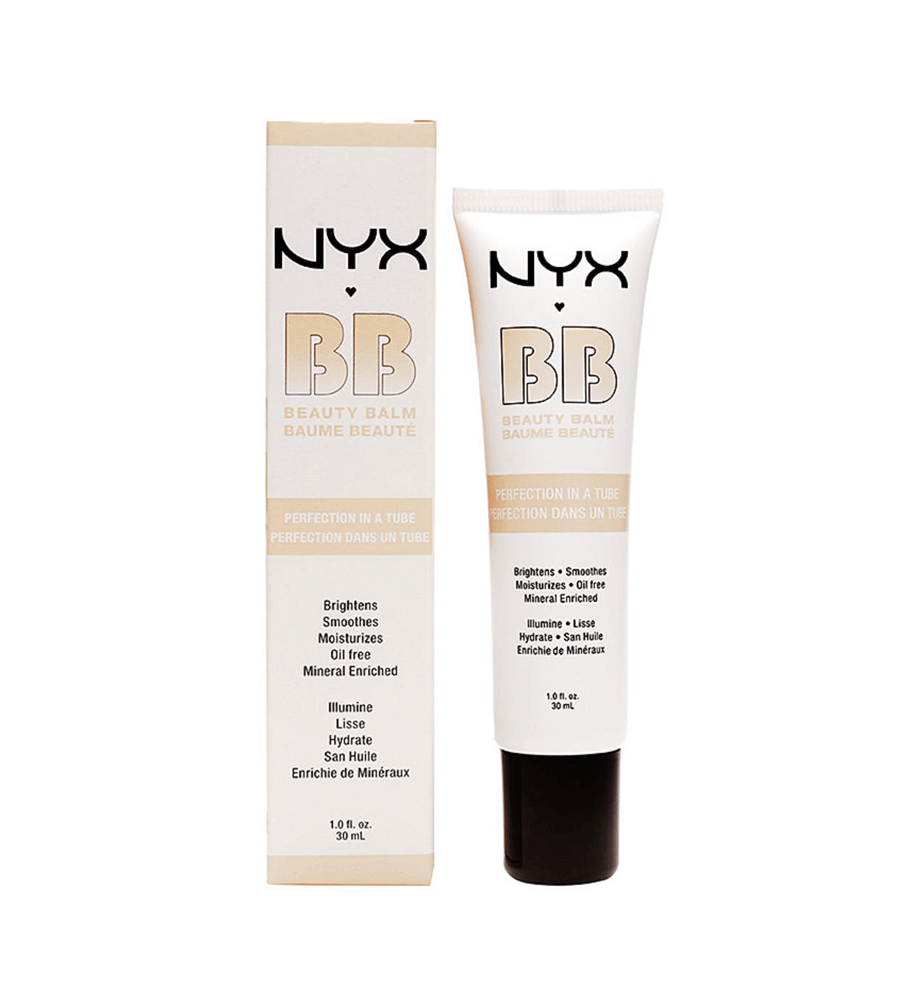 NYX
BB
BEAUTY BALM
BAUME BEAUTÉ
PERFECTION IN A TUBE
PERFECTION DANS UN TUBE
Brightens
Smoothes
Moisturizes
Oil free
Mineral Enriched
Illumine
Lisse
Hydrate
San Huile
Enrichie de Minéraux
1.0 fl. oz.
30 mL
NYX
BB
BEAUTY BALM
BAUME BEAUTÉ
PERFECTION IN A TUBE
PERFECTION DANS UN TUBE
Brightens • Smoothes
Moisturizes • Oil free
Mineral Enriched
Illumine • Lisse
Hydrate • San Huile
Enrichie de Minéraux
1.0 fl. oz.
30 mL